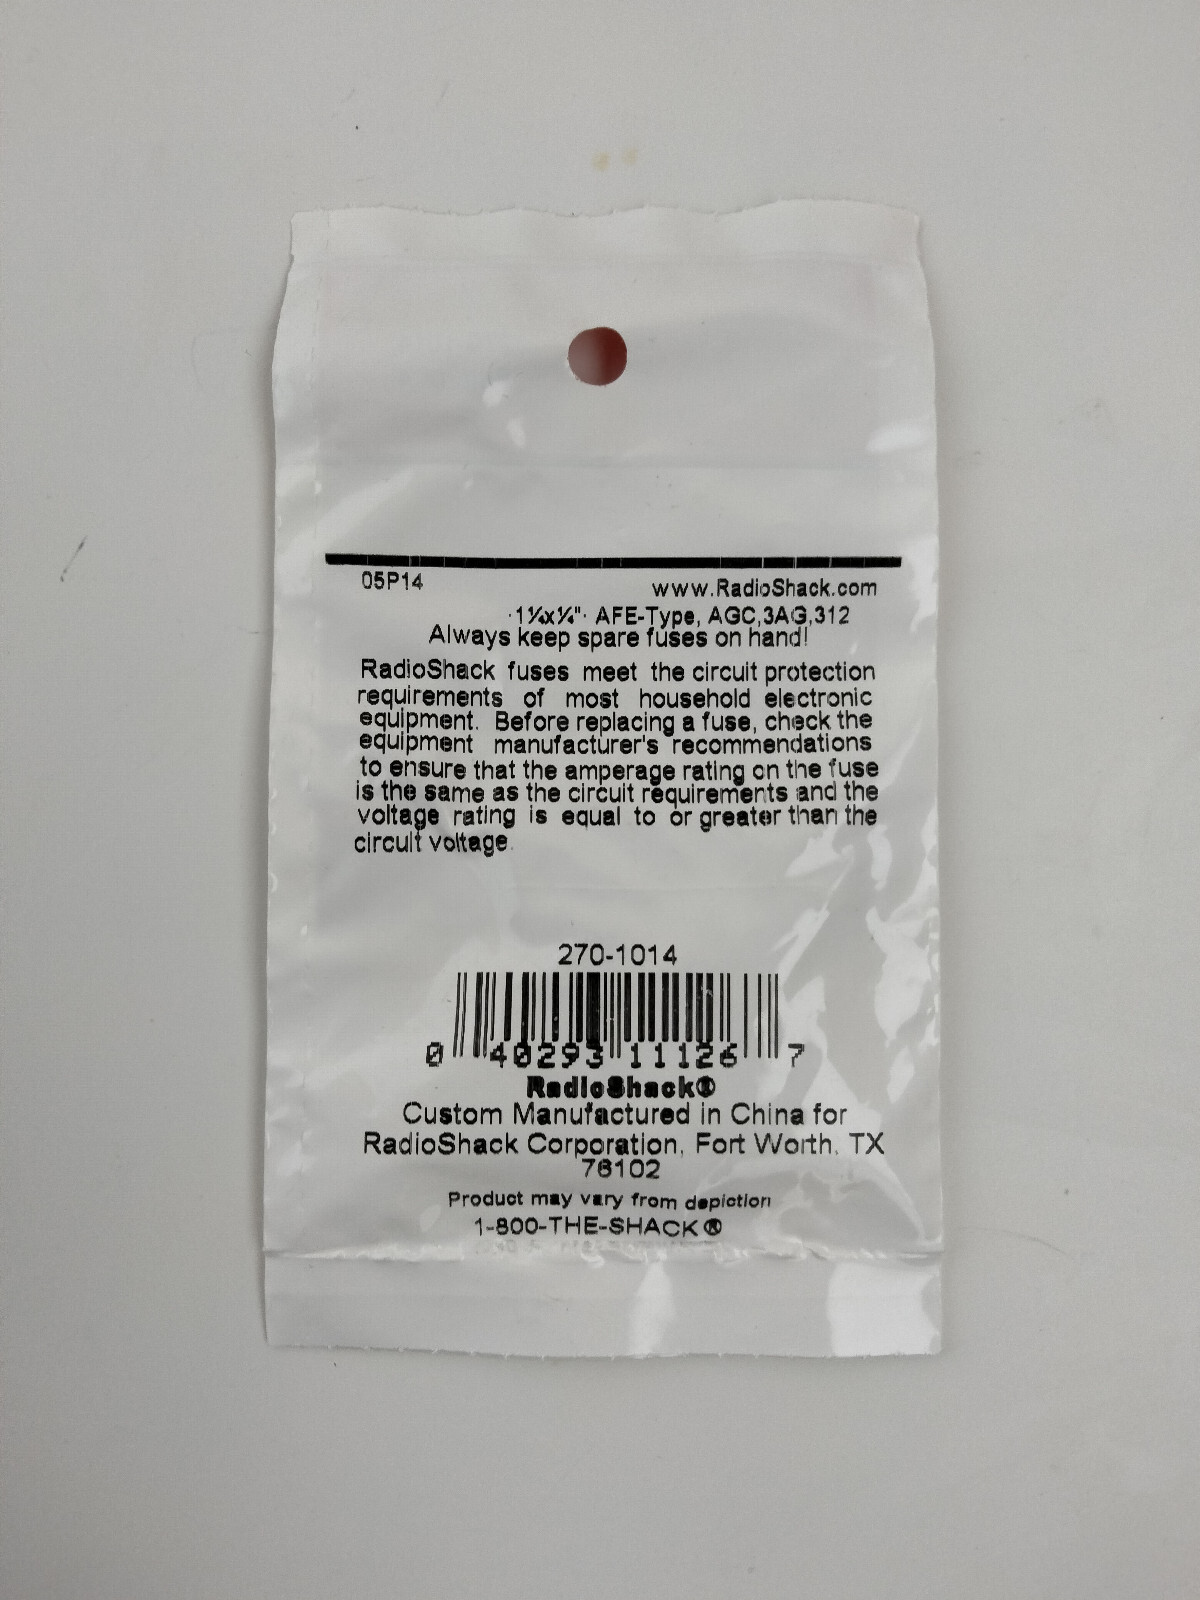 05P14
www.RadioShack.com
·1¼x¼"· AFE-Type, AGC,3AG,312
Always keep spare fuses on hand!
RadioShack fuses meet the circuit protection
requirements of most household electronic
equipment. Before replacing a fuse, check the
equipment manufacturer's recommendations
to ensure that the amperage rating on the fuse
is the same as the circuit requirements and the
voltage rating is equal to or greater than the
circuit voltage.
270-1014
0 40293 11126 7
RadioShack®
Custom Manufactured in China for
RadioShack Corporation, Fort Worth, TX
76102
Product may vary from depiction
1-800-THE-SHACK®